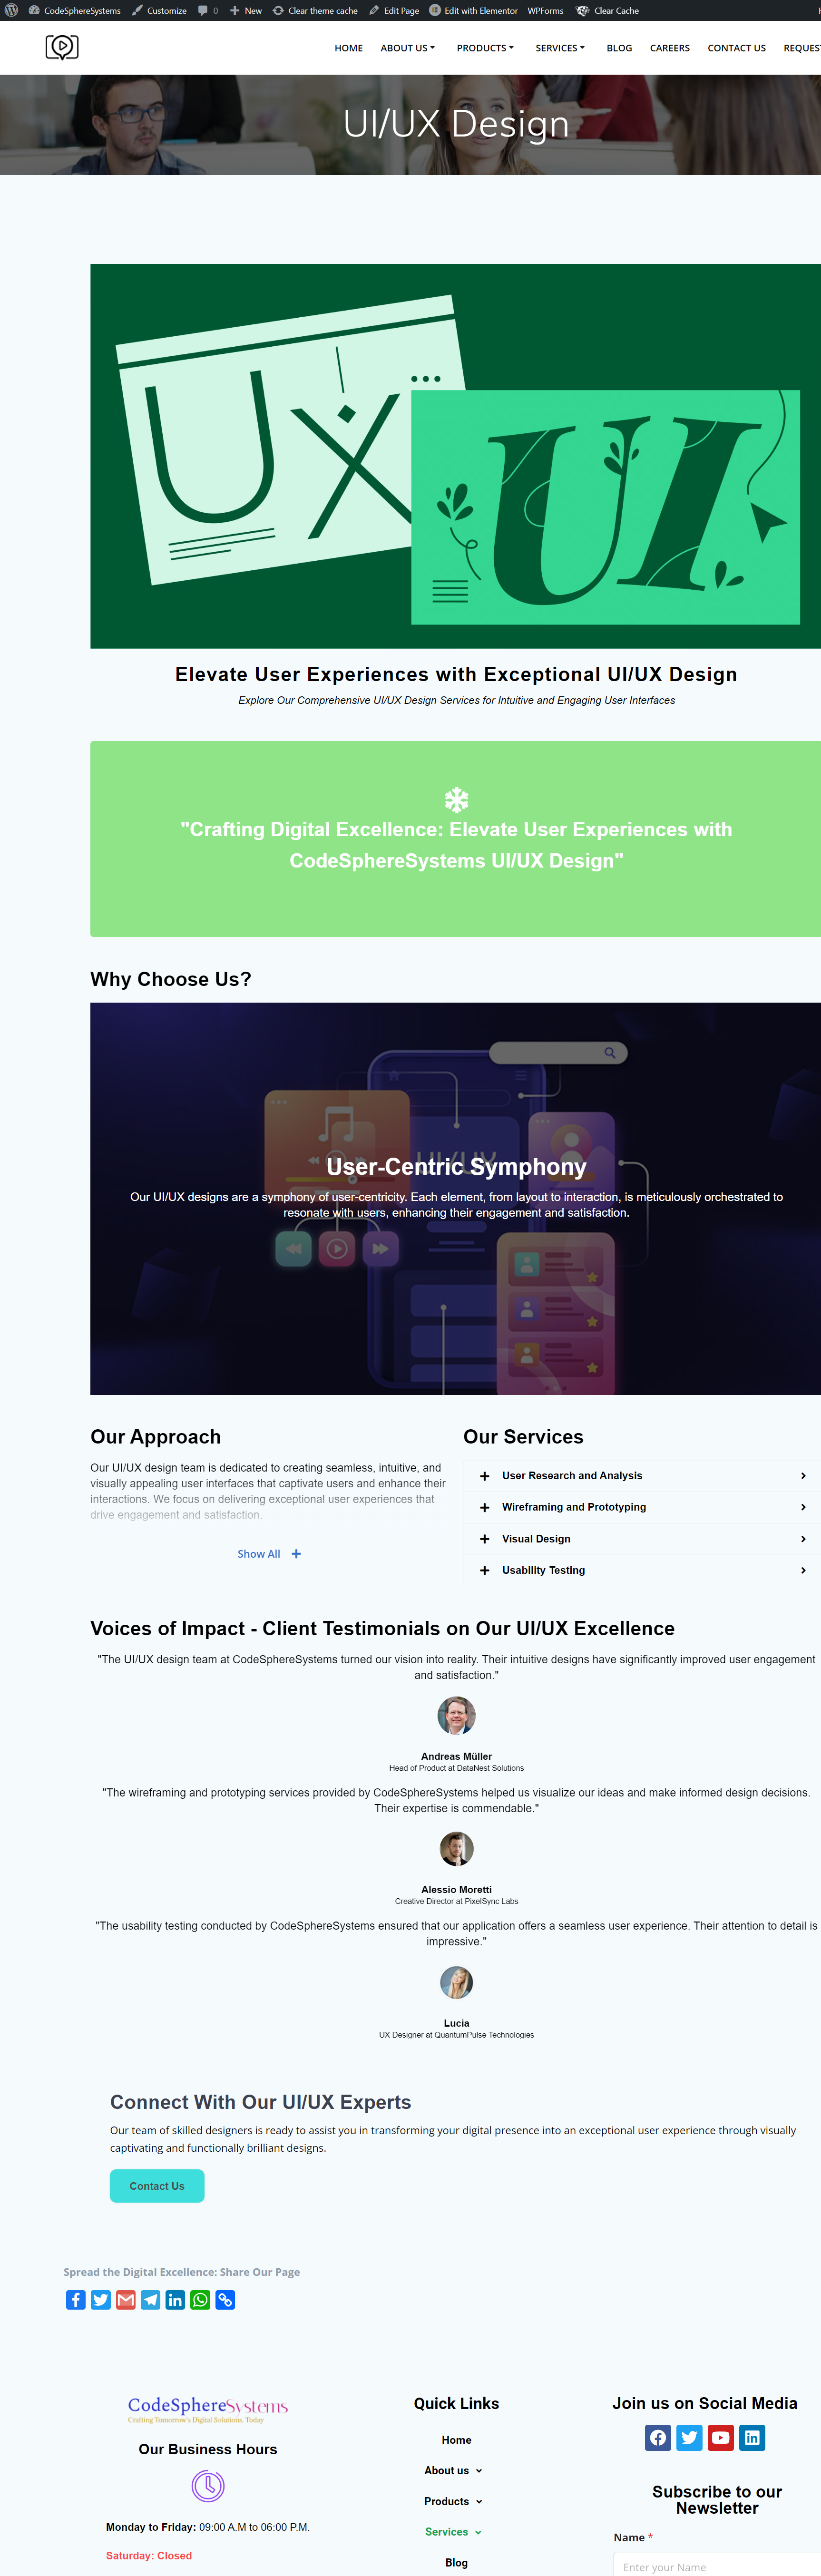 CodeSphereSystems Customize 0 New Clear theme cache Edit Page Edit with Elementor WPForms Clear Cache
HOME ABOUT US PRODUCTS SERVICES BLOG CAREERS CONTACT US REQUEST
UI/UX Design
UX
UI
Elevate User Experiences with Exceptional UI/UX Design
Explore Our Comprehensive UI/UX Design Services for Intuitive and Engaging User Interfaces
"Crafting Digital Excellence: Elevate User Experiences with
CodeSphereSystems UI/UX Design"
Why Choose Us?
UI/UX
User-Centric Symphony
Our UI/UX designs are a symphony of user-centricity. Each element, from layout to interaction, is meticulously orchestrated to
resonate with users, enhancing their engagement and satisfaction.
Our Approach
Our UI/UX design team is dedicated to creating seamless, intuitive, and
visually appealing user interfaces that captivate users and enhance their
interactions. We focus on delivering exceptional user experiences that
drive engagement and satisfaction.
Show All
Our Services
User Research and Analysis
Wireframing and Prototyping
Visual Design
Usability Testing
Voices of Impact - Client Testimonials on Our UI/UX Excellence
"The UI/UX design team at CodeSphereSystems turned our vision into reality. Their intuitive designs have significantly improved user engagement
and satisfaction."
Andreas Müller
Head of Product at DataNest Solutions
"The wireframing and prototyping services provided by CodeSphereSystems helped us visualize our ideas and make informed design decisions.
Their expertise is commendable."
Alessio Moretti
Creative Director at PixelSync Labs
"The usability testing conducted by CodeSphereSystems ensured that our application offers a seamless user experience. Their attention to detail is
impressive."
Lucia
UX Designer at QuantumPulse Technologies
Connect With Our UI/UX Experts
Our team of skilled designers is ready to assist you in transforming your digital presence into an exceptional user experience through visually
captivating and functionally brilliant designs.
Contact Us
Spread the Digital Excellence: Share Our Page
CodeSphereSystems
Crafting Tomorrow's Digital Solutions, Today
Our Business Hours
Monday to Friday: 09:00 A.M to 06:00 P.M.
Saturday: Closed
Quick Links
Home
About us
Products
Services
Blog
Join us on Social Media
Subscribe to our
Newsletter
Name *
Enter your Name